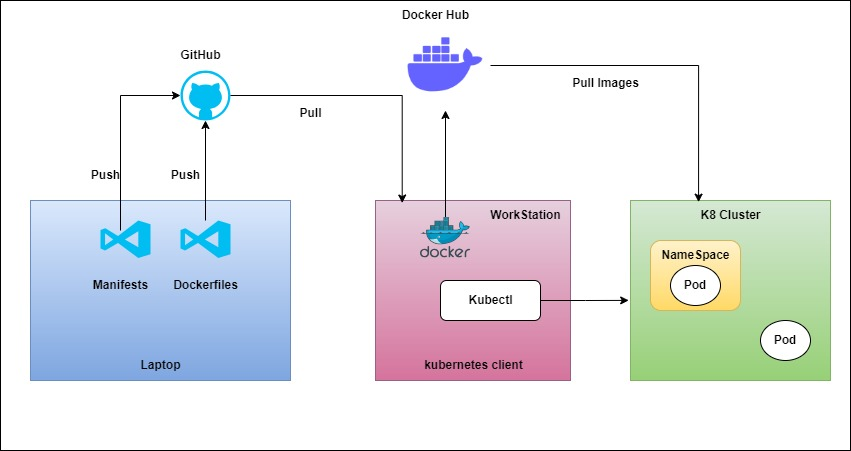 Docker Hub
GitHub
Pull Images
Pull
Push
Push
WorkStation
K8 Cluster
docker
NameSpace
Manifests
Dockerfiles
Pod
Kubectl
Pod
Laptop
kubernetes client